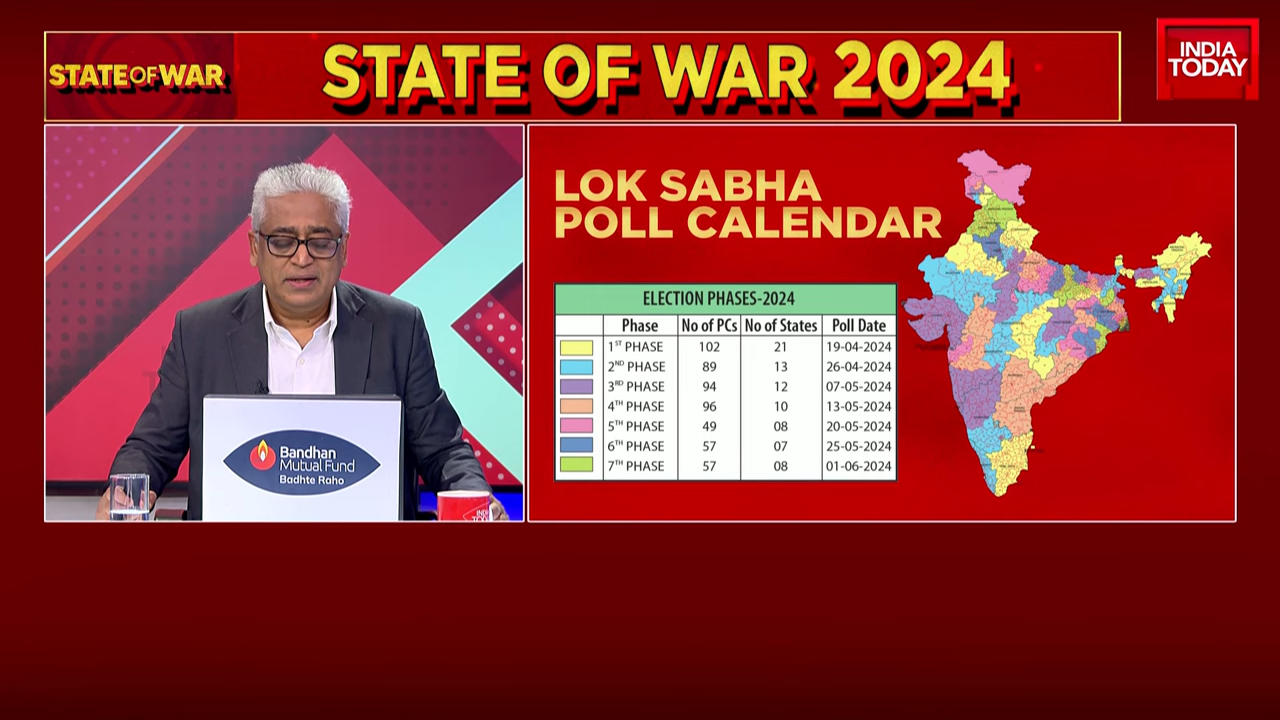 STATE OF WAR
STATE OF WAR 2024
INDIA
TODAY
LOK SABHA
POLL CALENDAR
ELECTION PHASES-2024
Phase No of PCs No of States Poll Date
1ST PHASE 102 21 19-04-2024
2ND PHASE 89 13 26-04-2024
3RD PHASE 94 12 07-05-2024
4TH PHASE 96 10 13-05-2024
5TH PHASE 49 08 20-05-2024
6TH PHASE 57 07 25-05-2024
7TH PHASE 57 08 01-06-2024
Bandhan
Mutual Fund
Badhte Raho
INDIA